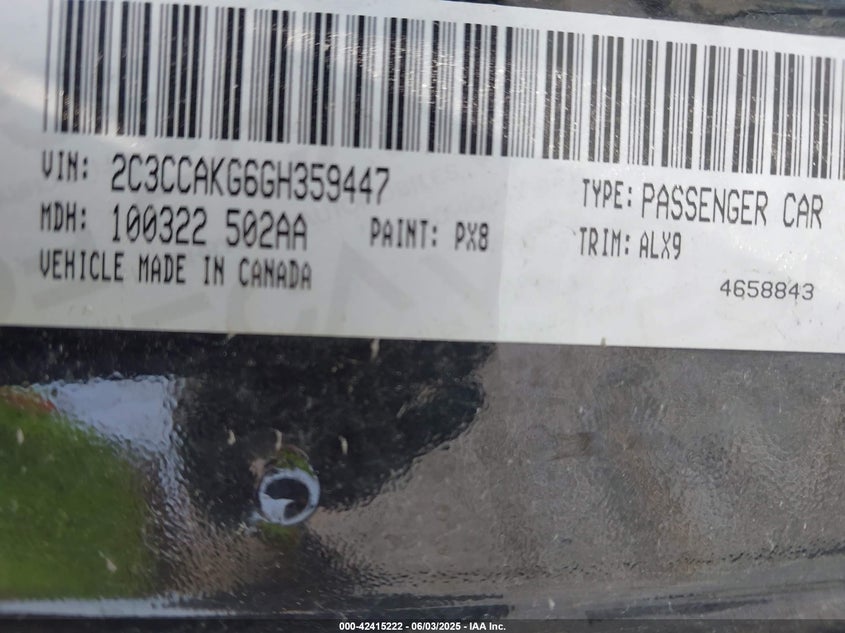 VIN: 2C3CCAKG6GH359447 TYPE: PASSENGER CAR
MDH: 100322 502AA PAINT: PX8 TRIM: ALX9
VEHICLE MADE IN CANADA
4658843
000-42415222 - 06/03/2025 - IAA Inc.